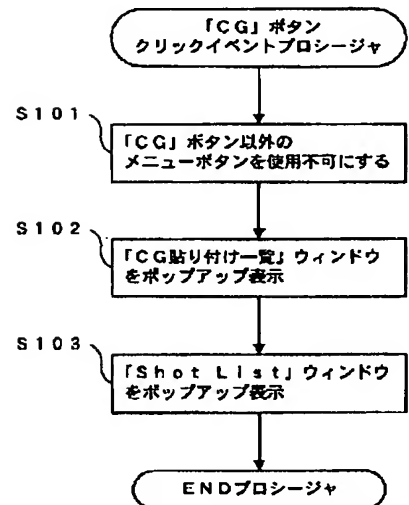 「CG」ボタン
クリックイベントプロシージャ
S101
「CG」ボタン以外の
メニューボタンを使用不可にする
S102
「CG貼り付け一覧」ウィンドウ
をポップアップ表示
S103
「Shot List」ウィンドウ
をポップアップ表示
ENDプロシージャ